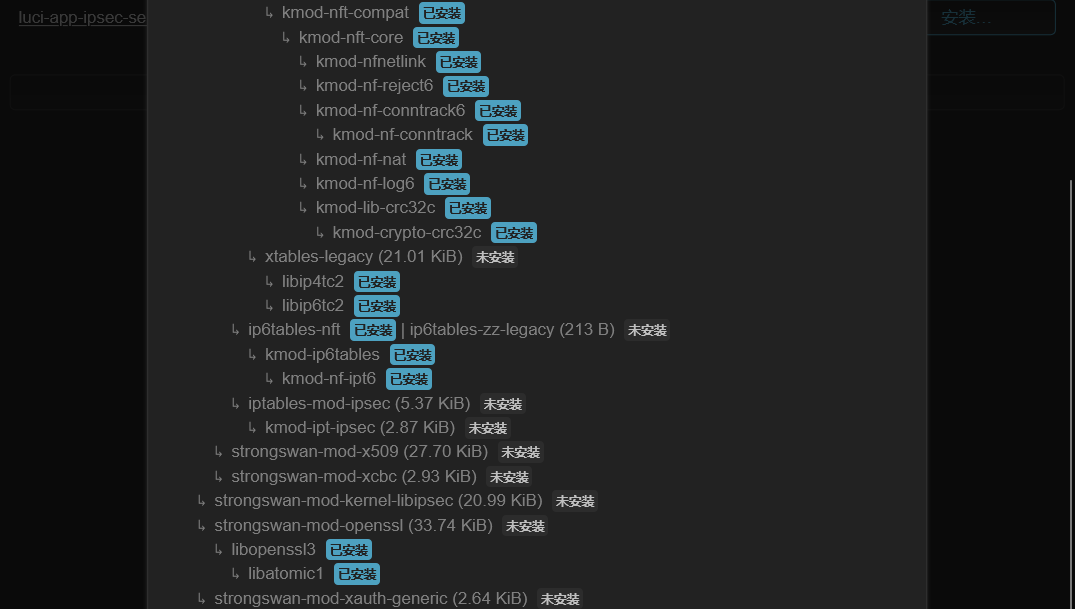 luci-app-ipsec-se
安装...
↳ kmod-nft-compat 已安装
↳ kmod-nft-core 已安装
↳ kmod-nfnetlink 已安装
↳ kmod-nf-reject6 已安装
↳ kmod-nf-conntrack6 已安装
↳ kmod-nf-conntrack 已安装
↳ kmod-nf-nat 已安装
↳ kmod-nf-log6 已安装
↳ kmod-lib-crc32c 已安装
↳ kmod-crypto-crc32c 已安装
↳ xtables-legacy (21.01 KiB) 未安装
↳ libip4tc2 已安装
↳ libip6tc2 已安装
↳ ip6tables-nft 已安装 | ip6tables-zz-legacy (213 B) 未安装
↳ kmod-ip6tables 已安装
↳ kmod-nf-ipt6 已安装
↳ iptables-mod-ipsec (5.37 KiB) 未安装
↳ kmod-ipt-ipsec (2.87 KiB) 未安装
↳ strongswan-mod-x509 (27.70 KiB) 未安装
↳ strongswan-mod-xcbc (2.93 KiB) 未安装
↳ strongswan-mod-kernel-libipsec (20.99 KiB) 未安装
↳ strongswan-mod-openssl (33.74 KiB) 未安装
↳ libopenssl3 已安装
↳ libatomic1 已安装
↳ strongswan-mod-xauth-generic (2.64 KiB) 未安装